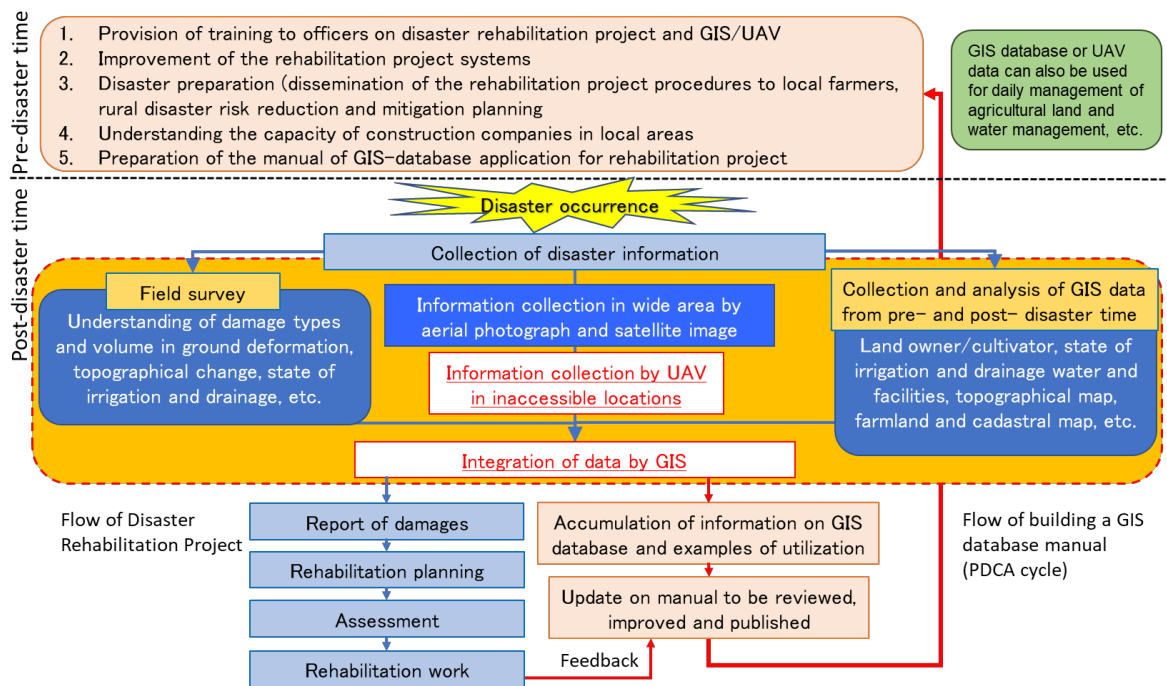 Pre-disaster time
1. Provision of training to officers on disaster rehabilitation project and GIS/UAV
2. Improvement of the rehabilitation project systems
3. Disaster preparation (dissemination of the rehabilitation project procedures to local farmers,
rural disaster risk reduction and mitigation planning
4. Understanding the capacity of construction companies in local areas
5. Preparation of the manual of GIS-database application for rehabilitation project
GIS database or UAV
data can also be used
for daily management of
agricultural land and
water management, etc.
Post-disaster time
Disaster occurrence
Collection of disaster information
Field survey
Understanding of damage types
and volume in ground deformation,
topographical change, state of
irrigation and drainage, etc.
Information collection in wide area by
aerial photograph and satellite image
Information collection by UAV
in inaccessible locations
Collection and analysis of GIS data
from pre- and post- disaster time
Land owner/cultivator, state of
irrigation and drainage water and
facilities, topographical map,
farmland and cadastral map, etc.
Integration of data by GIS
Flow of Disaster
Rehabilitation Project
Report of damages
Rehabilitation planning
Assessment
Rehabilitation work
Feedback
Accumulation of information on GIS
database and examples of utilization
Update on manual to be reviewed,
improved and published
Flow of building a GIS
database manual
(PDCA cycle)